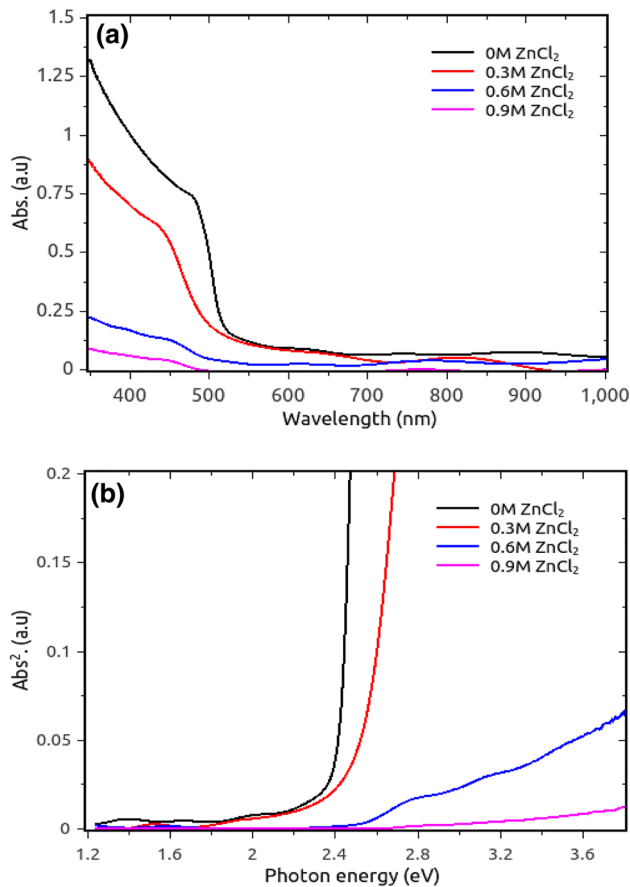 (a)
1.5
1.25
1
0.75
0.5
0.25
0
Abs. (a.u)
0M ZnCl₂
0.3M ZnCl₂
0.6M ZnCl₂
0.9M ZnCl₂
400 500 600 700 800 900 1,000
Wavelength (nm)
(b)
0.2
0.15
0.1
0.05
0
Abs². (a.u)
0M ZnCl₂
0.3M ZnCl₂
0.6M ZnCl₂
0.9M ZnCl₂
1.2 1.6 2 2.4 2.8 3.2 3.6
Photon energy (eV)